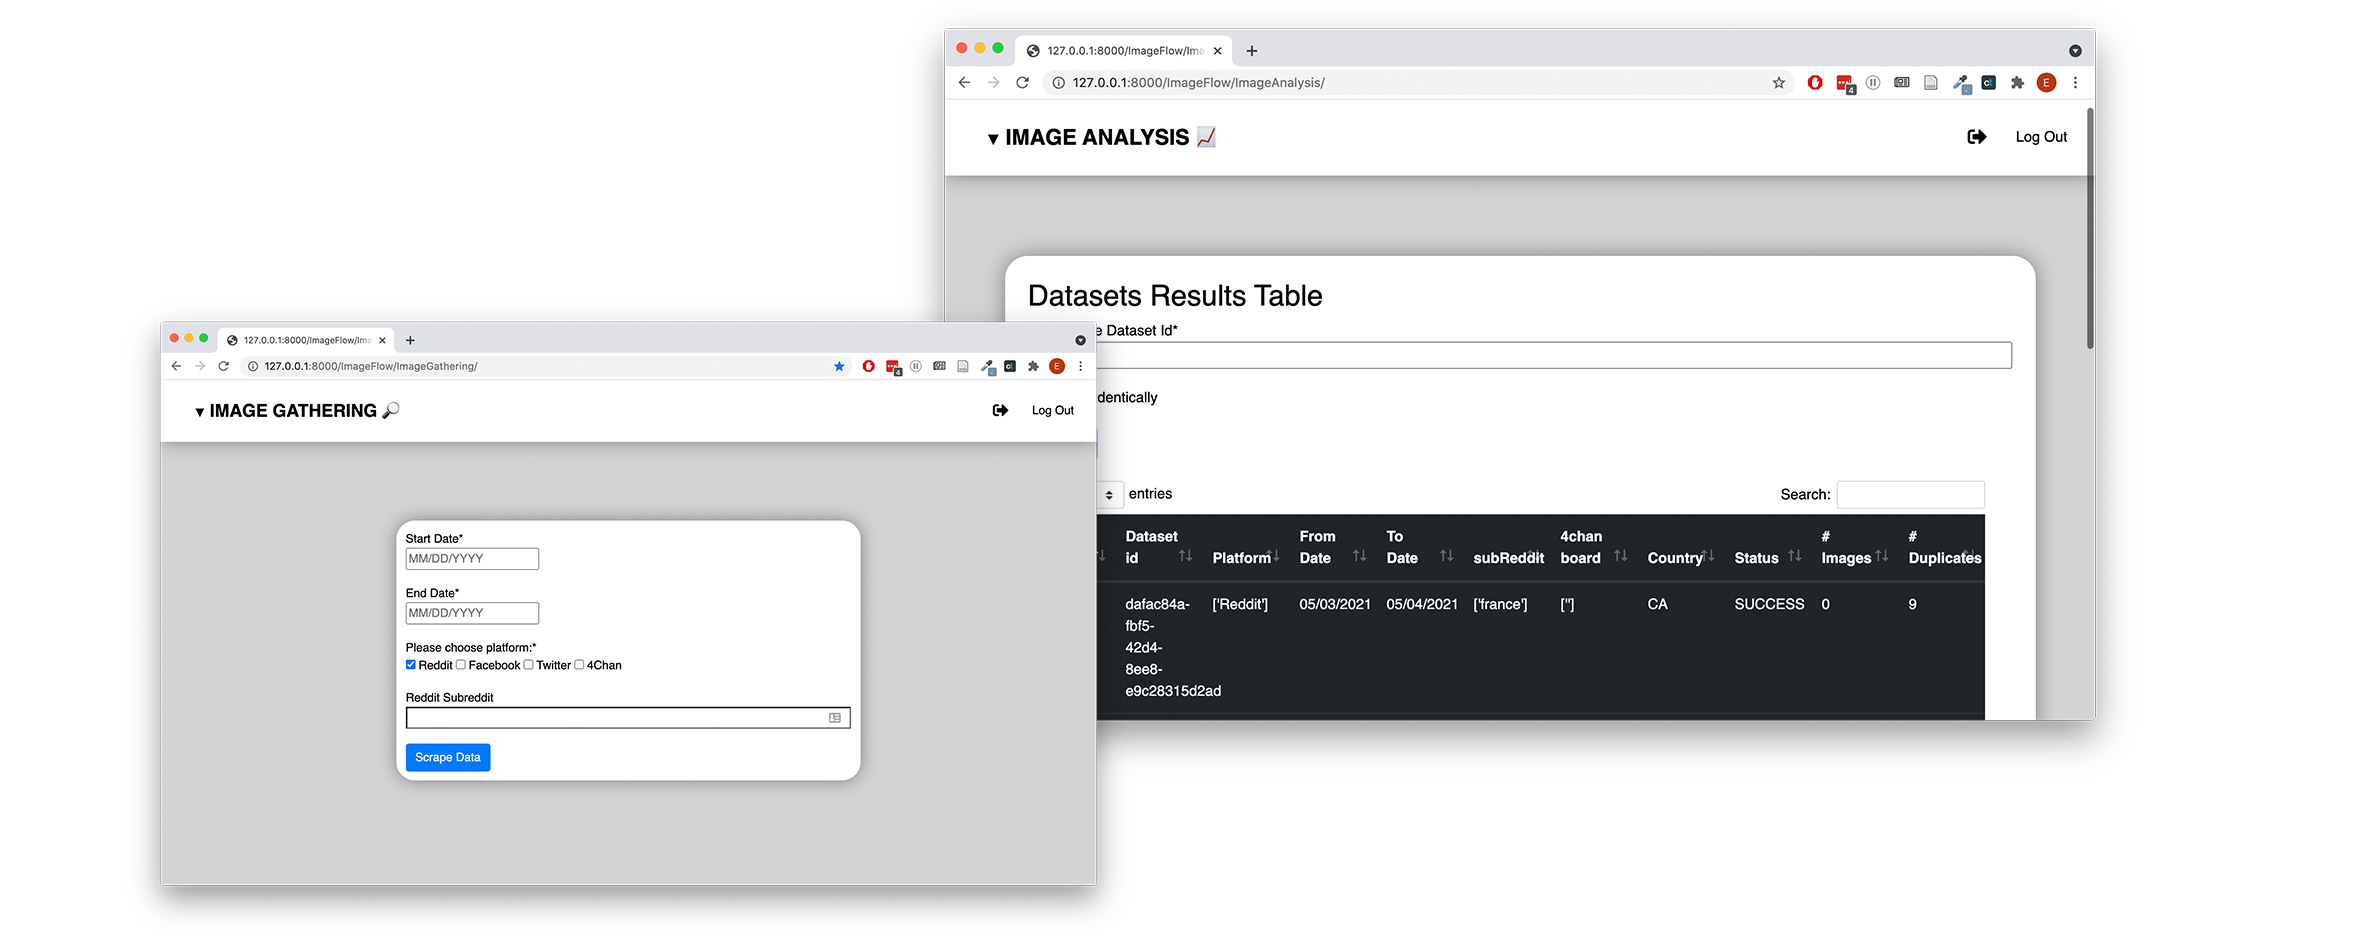 127.0.0.1:8000/ImageFlow/Ima
127.0.0.1:8000/ImageFlow/ImageAnalysis/
4
E
▼ IMAGE ANALYSIS
Log Out
Datasets Results Table
e Dataset Id*
dentically
entries
Search:
Dataset id
Platform
From Date
To Date
subReddit
4chan board
Country
Status
# Images
# Duplicates
dafac84a-
fbf5-
42d4-
8ee8-
e9c28315d2ad
['Reddit']
05/03/2021
05/04/2021
['france']
['']
CA
SUCCESS
0
9
127.0.0.1:8000/ImageFlow/Ima
127.0.0.1:8000/ImageFlow/ImageGathering/
4
E
▼ IMAGE GATHERING
Log Out
Start Date*
MM/DD/YYYY
End Date*
MM/DD/YYYY
Please choose platform:*
Reddit Facebook Twitter 4Chan
Reddit Subreddit
Scrape Data